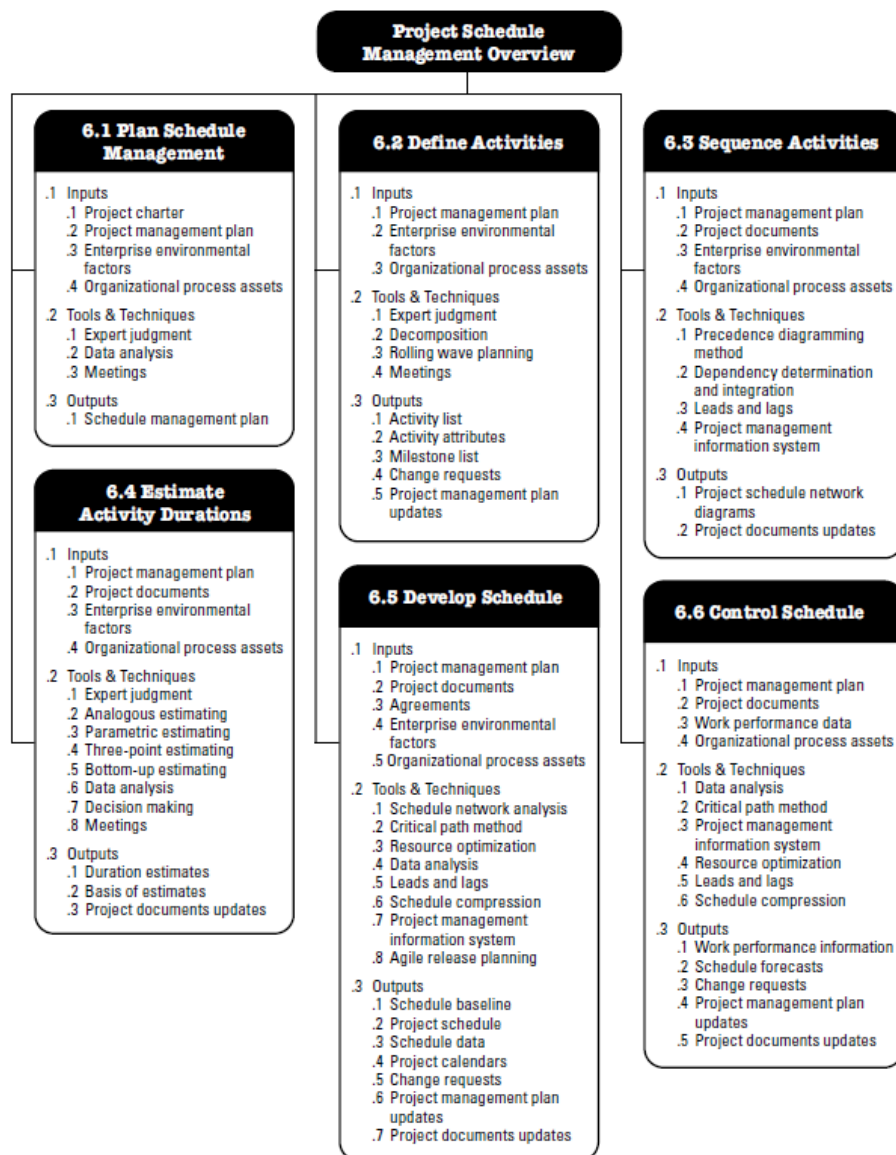 Project Schedule
Management Overview
6.1 Plan Schedule
Management
.1 Inputs
.1 Project charter
.2 Project management plan
.3 Enterprise environmental
factors
.4 Organizational process assets
.2 Tools & Techniques
.1 Expert judgment
.2 Data analysis
.3 Meetings
.3 Outputs
.1 Schedule management plan
6.2 Define Activities
.1 Inputs
.1 Project management plan
.2 Enterprise environmental
factors
.3 Organizational process assets
.2 Tools & Techniques
.1 Expert judgment
.2 Decomposition
.3 Rolling wave planning
.4 Meetings
.3 Outputs
.1 Activity list
.2 Activity attributes
.3 Milestone list
.4 Change requests
.5 Project management plan
updates
6.3 Sequence Activities
.1 Inputs
.1 Project management plan
.2 Project documents
.3 Enterprise environmental
factors
.4 Organizational process assets
.2 Tools & Techniques
.1 Precedence diagramming
method
.2 Dependency determination
and integration
.3 Leads and lags
.4 Project management
information system
.3 Outputs
.1 Project schedule network
diagrams
.2 Project documents updates
6.4 Estimate
Activity Durations
.1 Inputs
.1 Project management plan
.2 Project documents
.3 Enterprise environmental
factors
.4 Organizational process assets
.2 Tools & Techniques
.1 Expert judgment
.2 Analogous estimating
.3 Parametric estimating
.4 Three-point estimating
.5 Bottom-up estimating
.6 Data analysis
.7 Decision making
.8 Meetings
.3 Outputs
.1 Duration estimates
.2 Basis of estimates
.3 Project documents updates
6.5 Develop Schedule
.1 Inputs
.1 Project management plan
.2 Project documents
.3 Agreements
.4 Enterprise environmental
factors
.5 Organizational process assets
.2 Tools & Techniques
.1 Schedule network analysis
.2 Critical path method
.3 Resource optimization
.4 Data analysis
.5 Leads and lags
.6 Schedule compression
.7 Project management
information system
.8 Agile release planning
.3 Outputs
.1 Schedule baseline
.2 Project schedule
.3 Schedule data
.4 Project calendars
.5 Change requests
.6 Project management plan
updates
.7 Project documents updates
6.6 Control Schedule
.1 Inputs
.1 Project management plan
.2 Project documents
.3 Work performance data
.4 Organizational process assets
.2 Tools & Techniques
.1 Data analysis
.2 Critical path method
.3 Project management
information system
.4 Resource optimization
.5 Leads and lags
.6 Schedule compression
.3 Outputs
.1 Work performance information
.2 Schedule forecasts
.3 Change requests
.4 Project management plan
updates
.5 Project documents updates